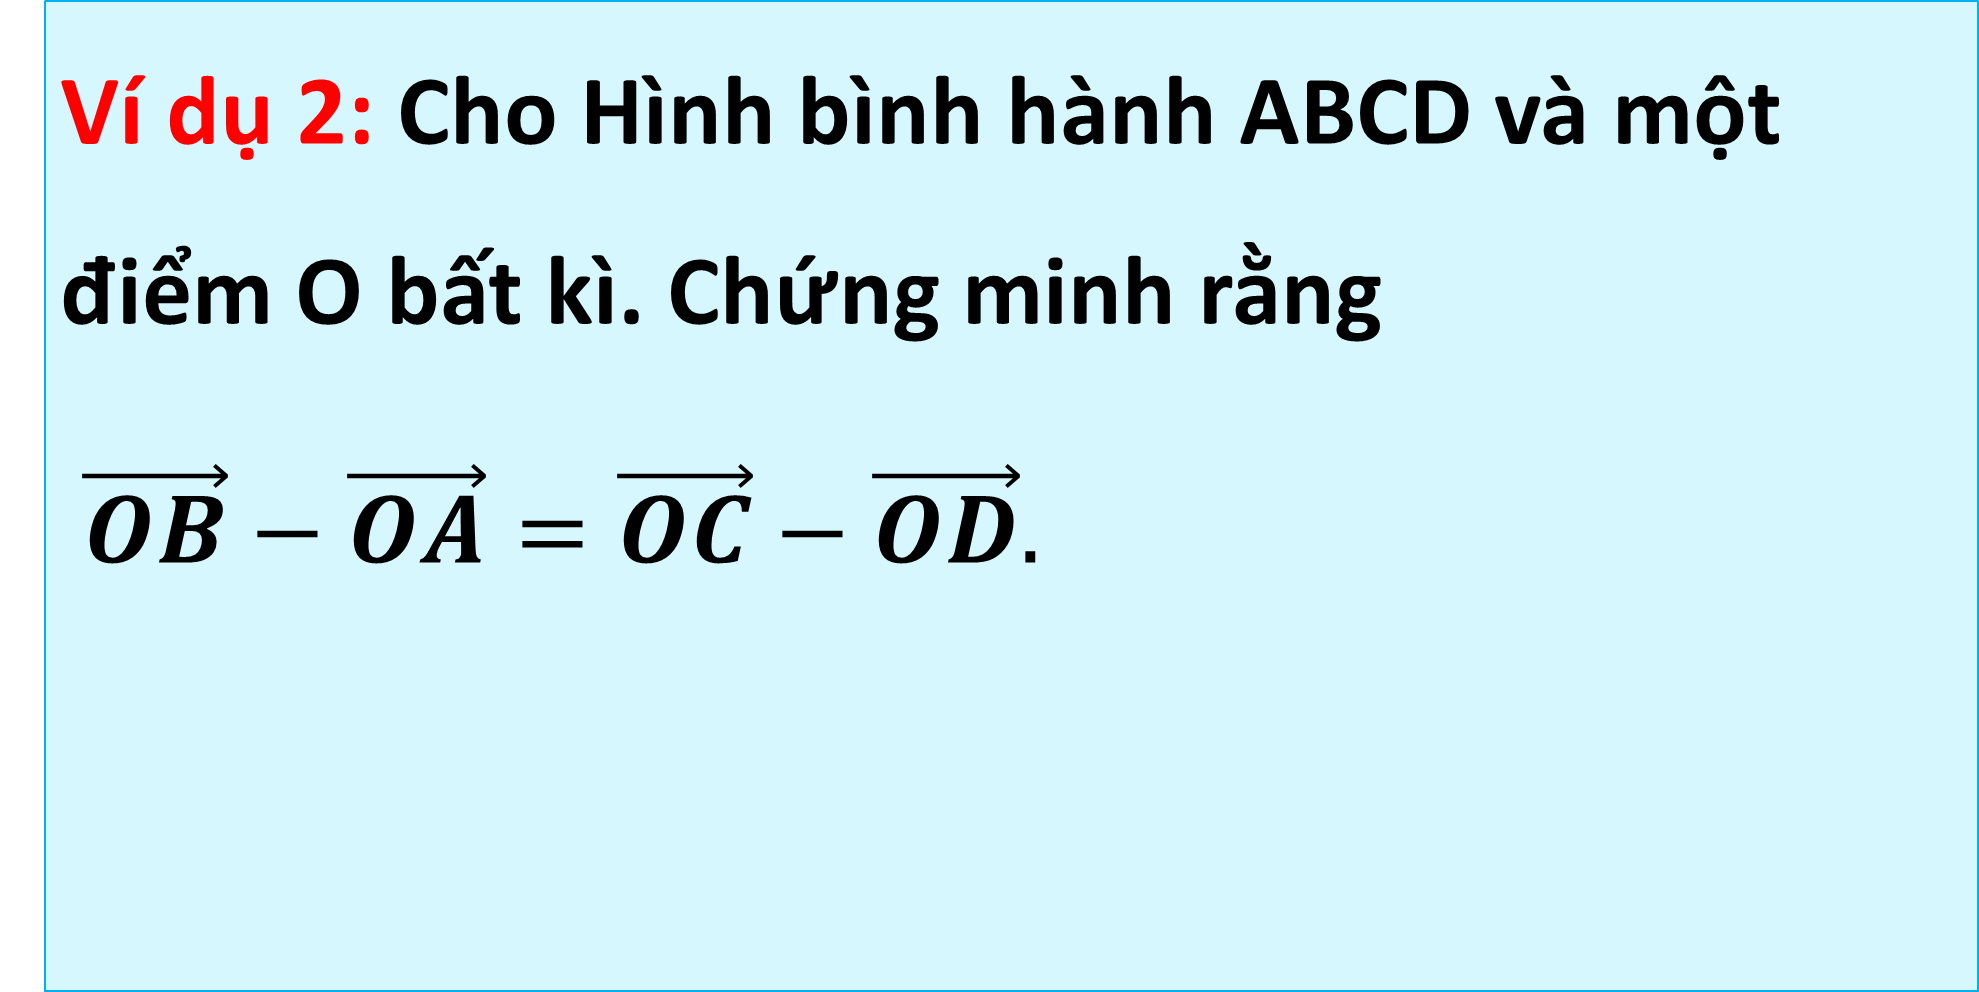 Ví dụ 2: Cho Hình bình hành ABCD và một
điểm O bất kì. Chứng minh rằng
$\overrightarrow{OB} - \overrightarrow{OA} = \overrightarrow{OC} - \overrightarrow{OD}$.